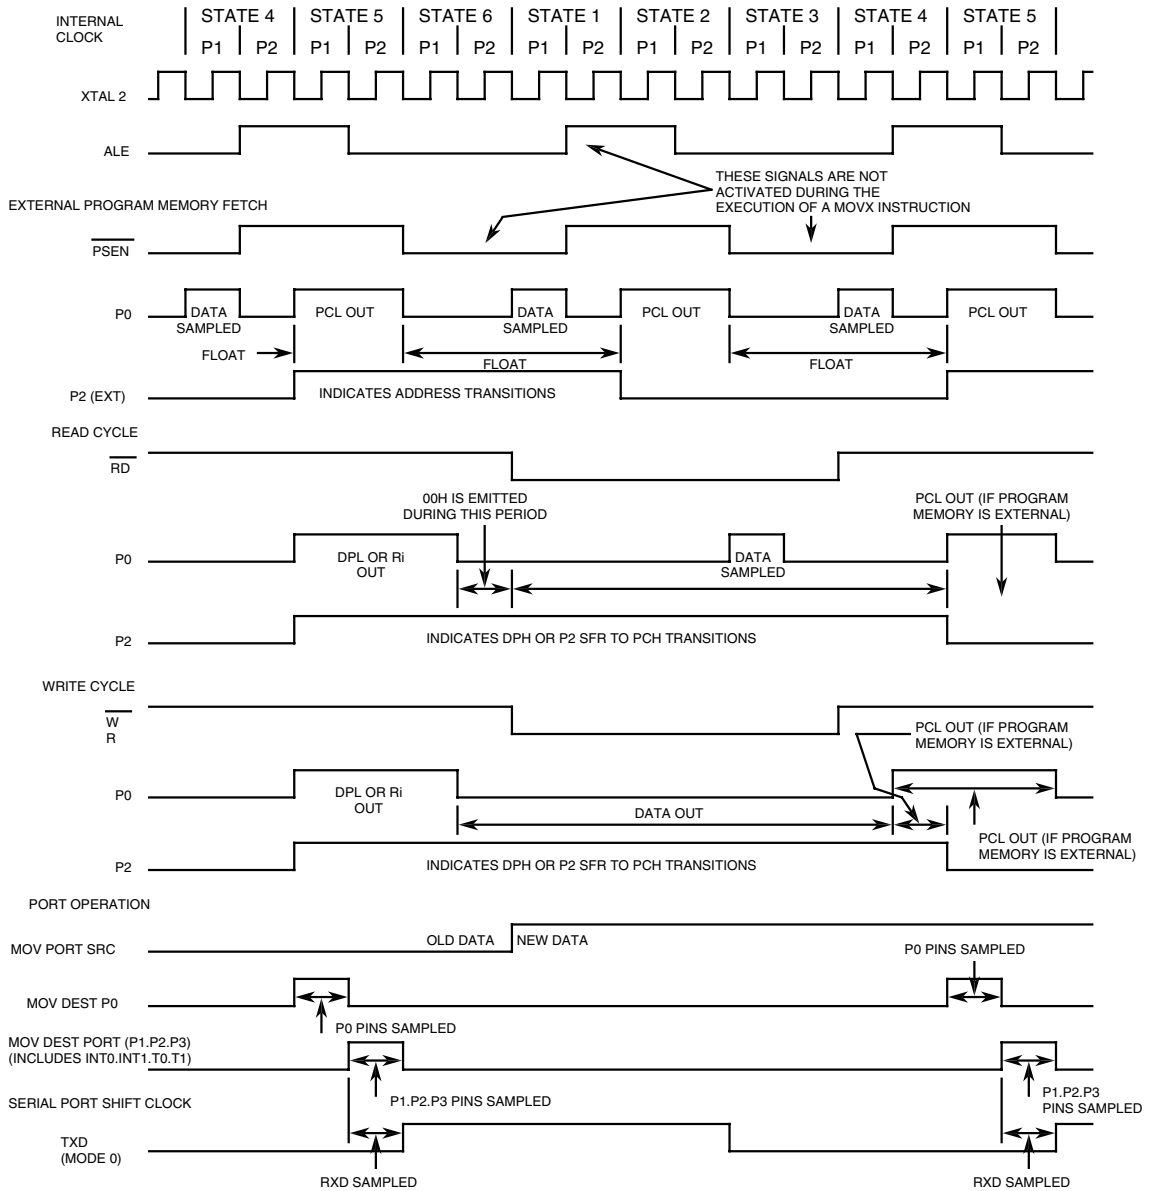 INTERNAL
CLOCK
STATE 4 STATE 5 STATE 6 STATE 1 STATE 2 STATE 3 STATE 4 STATE 5
P1 P2 P1 P2 P1 P2 P1 P2 P1 P2 P1 P2 P1 P2 P1 P2
XTAL 2
ALE
THESE SIGNALS ARE NOT
ACTIVATED DURING THE
EXECUTION OF A MOVX INSTRUCTION
EXTERNAL PROGRAM MEMORY FETCH
PSEN
P0
DATA
SAMPLED
PCL OUT
DATA
SAMPLED
PCL OUT
DATA
SAMPLED
PCL OUT
FLOAT
FLOAT
FLOAT
P2 (EXT)
INDICATES ADDRESS TRANSITIONS
READ CYCLE
RD
00H IS EMITTED
DURING THIS PERIOD
PCL OUT (IF PROGRAM
MEMORY IS EXTERNAL)
P0
DPL OR Ri
OUT
DATA
SAMPLED
P2
INDICATES DPH OR P2 SFR TO PCH TRANSITIONS
WRITE CYCLE
W
R
PCL OUT (IF PROGRAM
MEMORY IS EXTERNAL)
P0
DPL OR Ri
OUT
DATA OUT
PCL OUT (IF PROGRAM
MEMORY IS EXTERNAL)
P2
INDICATES DPH OR P2 SFR TO PCH TRANSITIONS
PORT OPERATION
MOV PORT SRC
OLD DATA NEW DATA
P0 PINS SAMPLED
MOV DEST P0
P0 PINS SAMPLED
MOV DEST PORT (P1.P2.P3)
(INCLUDES INT0.INT1.T0.T1)
P1.P2.P3 PINS SAMPLED
P1.P2.P3
PINS SAMPLED
SERIAL PORT SHIFT CLOCK
TXD
(MODE 0)
RXD SAMPLED
RXD SAMPLED